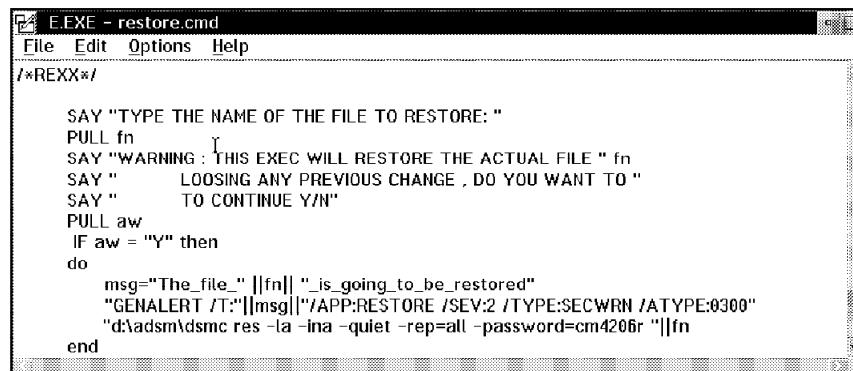 E.EXE - restore.cmd
File Edit Options Help
/*REXX*/
SAY "TYPE THE NAME OF THE FILE TO RESTORE: "
PULL fn
SAY "WARNING : THIS EXEC WILL RESTORE THE ACTUAL FILE " fn
SAY " LOOSING ANY PREVIOUS CHANGE , DO YOU WANT TO "
SAY " TO CONTINUE Y/N"
PULL aw
IF aw = "Y" then
do
msg="The_file_" ||fn|| "_is_going_to_be_restored"
"GENALERT /T:"||msg||"/APP:RESTORE /SEV:2 /TYPE:SECWRN /ATYPE:0300"
"d:\adsm\dsmc res -la -ina -quiet -rep=all -password=cm4206r "||fn
end